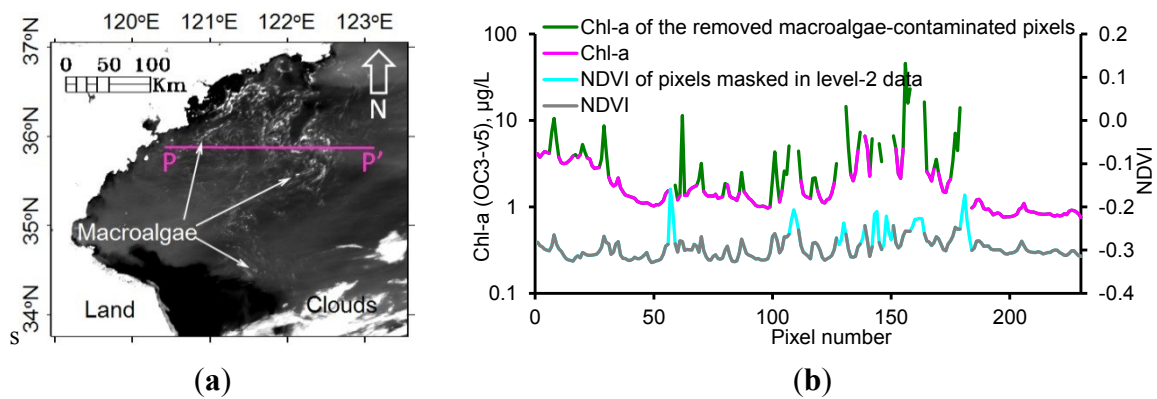 120°E 121°E 122°E 123°E
37°N
0 50 100
Km
N
36°N
P P'
Macroalgae
35°N
Land
Clouds
34°N
s
(a)
Chl-a of the removed macroalgae-contaminated pixels
Chl-a
NDVI of pixels masked in level-2 data
NDVI
Chl-a (OC3-v5), µg/L
100
10
1
0.1
0 50 100 150 200
Pixel number
0.2
0.1
0.0
-0.1
-0.2
-0.3
-0.4
NDVI
(b)